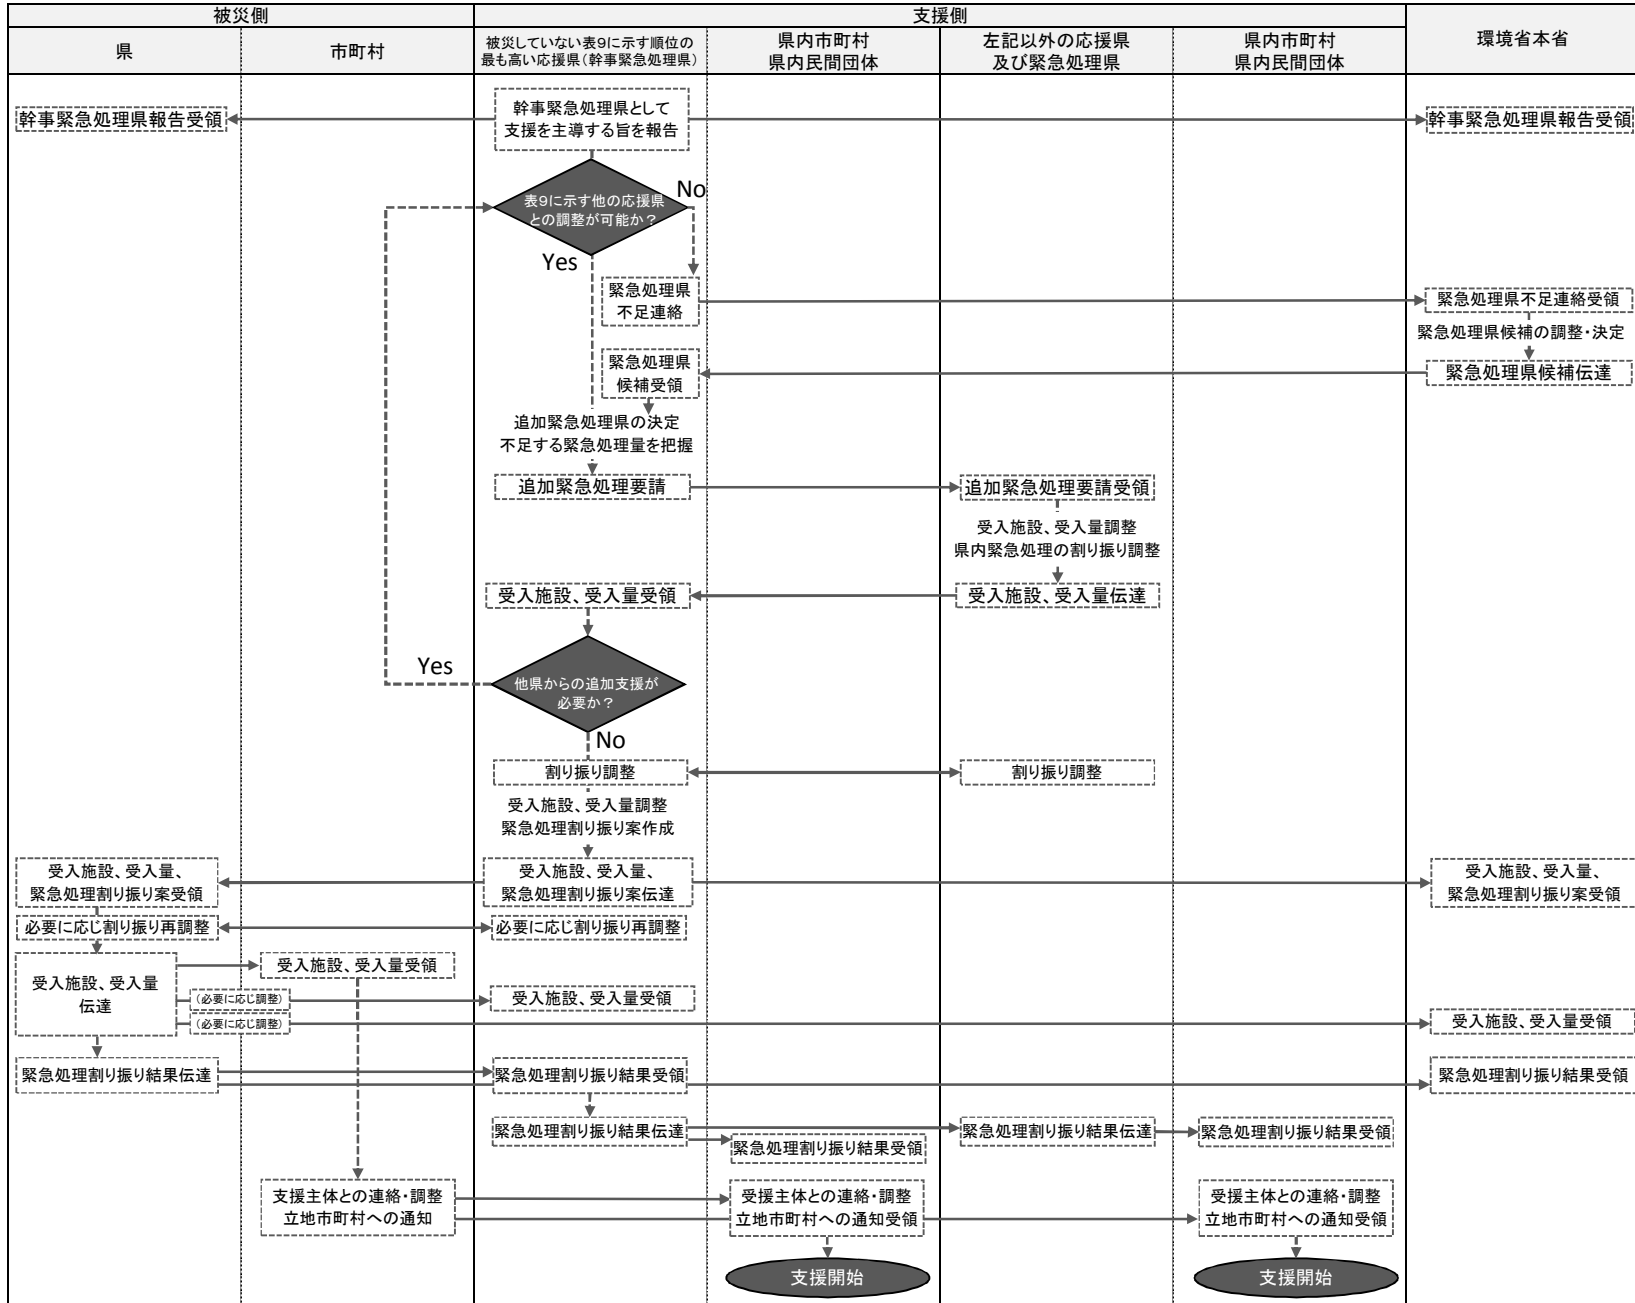 被災側
支援側
県
市町村
被災していない表9に示す順位の
最も高い応援県(幹事緊急処理県)
県内市町村
県内民間団体
左記以外の応援県
及び緊急処理県
県内市町村
県内民間団体
環境省本省
幹事緊急処理県報告受領
幹事緊急処理県として
支援を主導する旨を報告
幹事緊急処理県報告受領
表9に示す他の応援県
との調整が可能か?
No
Yes
緊急処理県
不足連絡
緊急処理県不足連絡受領
緊急処理県候補の調整・決定
緊急処理県
候補受領
緊急処理県候補伝達
追加緊急処理県の決定
不足する緊急処理量を把握
追加緊急処理要請
追加緊急処理要請受領
受入施設、受入量調整
県内緊急処理の割り振り調整
受入施設、受入量受領
受入施設、受入量伝達
Yes
他県からの追加支援が
必要か?
No
割り振り調整
割り振り調整
受入施設、受入量調整
緊急処理割り振り案作成
受入施設、受入量、
緊急処理割り振り案受領
受入施設、受入量、
緊急処理割り振り案伝達
受入施設、受入量、
緊急処理割り振り案受領
必要に応じ割り振り再調整
必要に応じ割り振り再調整
受入施設、受入量
伝達
受入施設、受入量受領
(必要に応じ調整)
受入施設、受入量受領
(必要に応じ調整)
受入施設、受入量受領
緊急処理割り振り結果伝達
緊急処理割り振り結果受領
緊急処理割り振り結果受領
緊急処理割り振り結果伝達
緊急処理割り振り結果受領
緊急処理割り振り結果伝達
緊急処理割り振り結果受領
支援主体との連絡・調整
立地市町村への通知
受援主体との連絡・調整
立地市町村への通知受領
受援主体との連絡・調整
立地市町村への通知受領
支援開始
支援開始